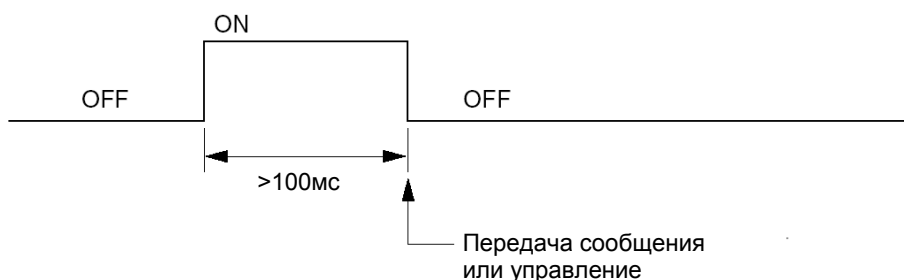 ON
OFF
OFF
>100мс
Передача сообщения
или управление